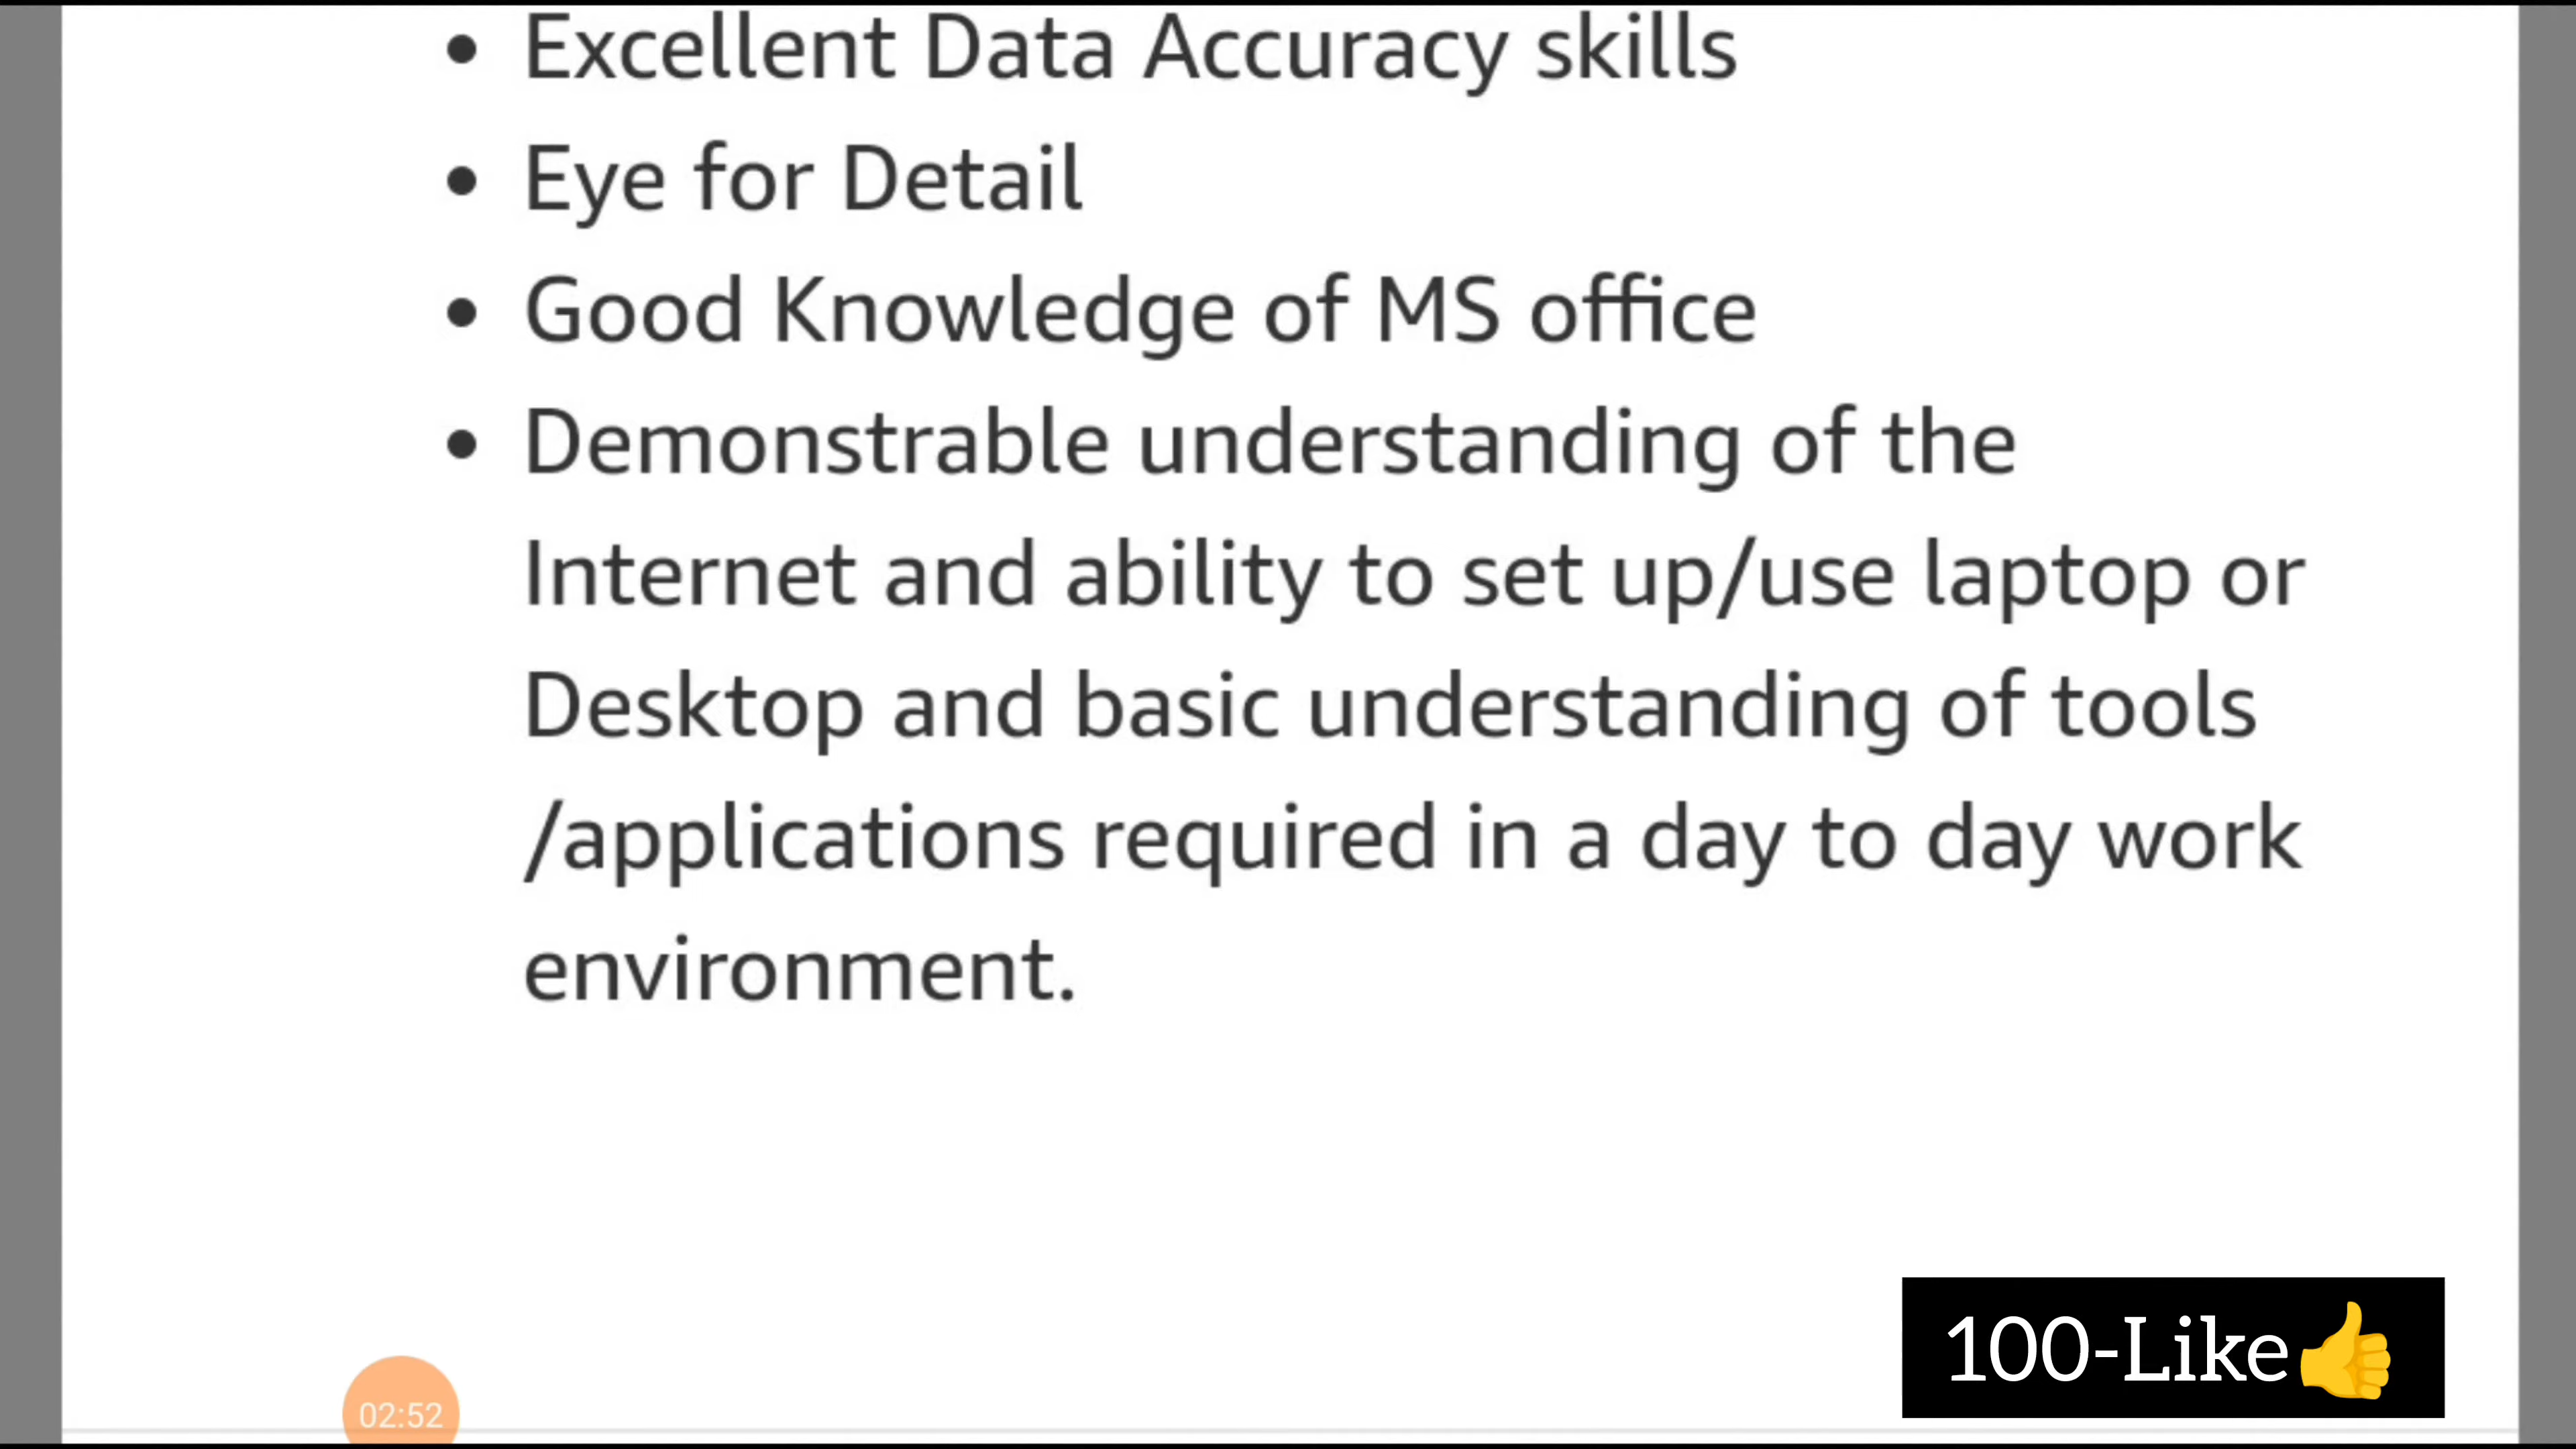 • Excellent Data Accuracy skills
• Eye for Detail
• Good Knowledge of MS office
• Demonstrable understanding of the
Internet and ability to set up/use laptop or
Desktop and basic understanding of tools
/applications required in a day to day work
environment.
100-Like👍
02:52